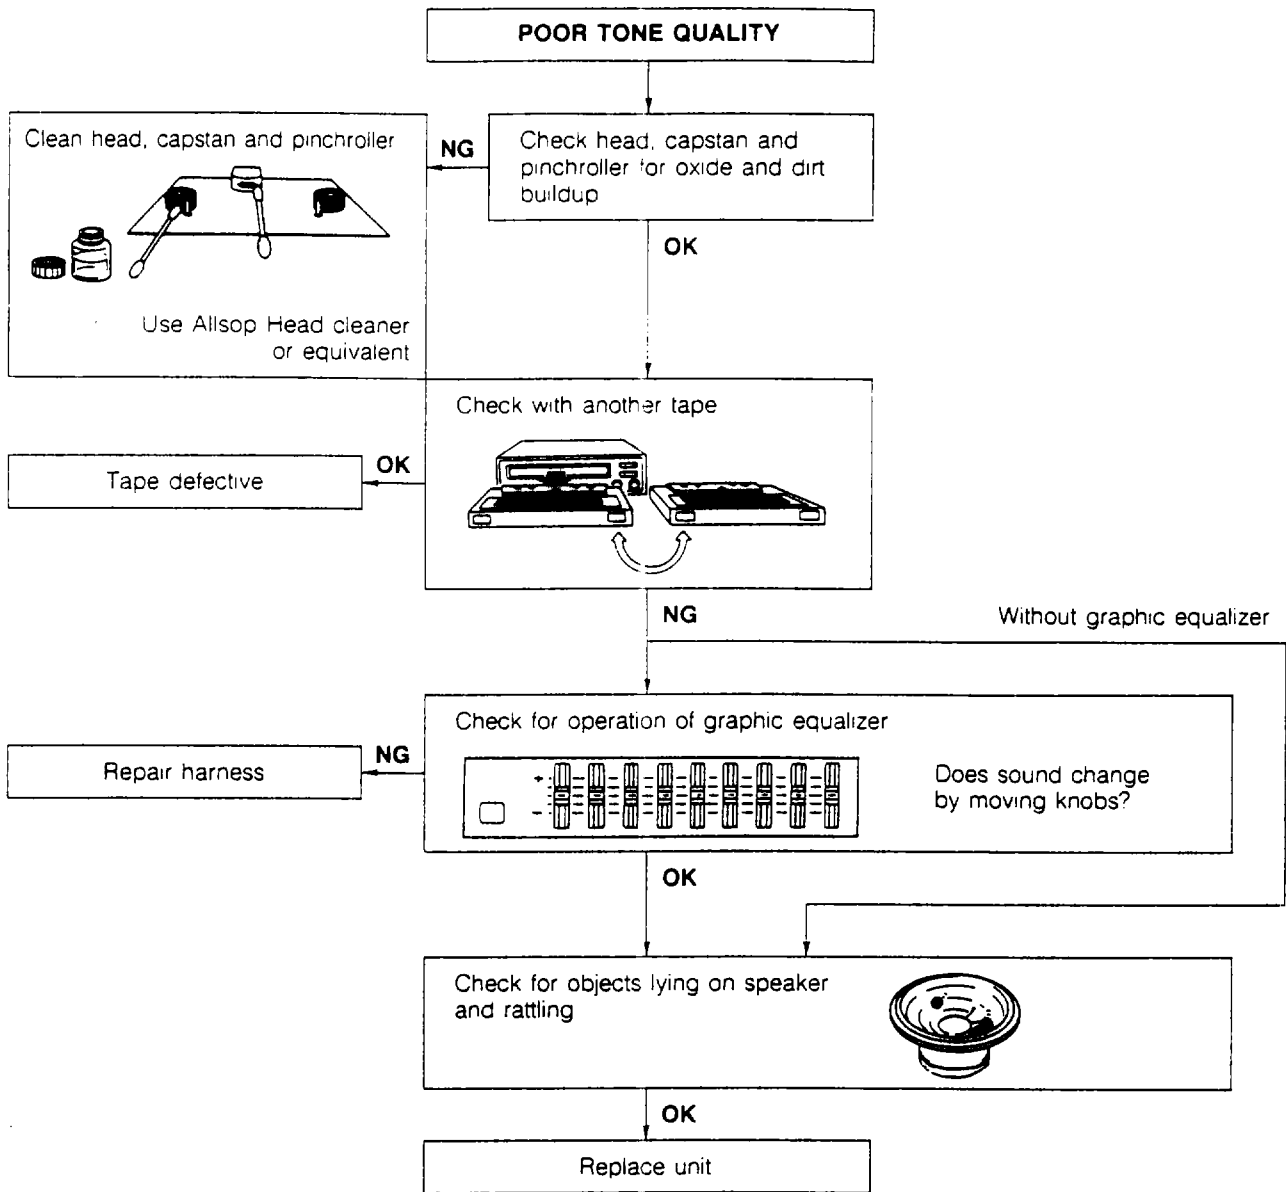 POOR TONE QUALITY
Clean head, capstan and pinchroller
NG
Check head, capstan and
pinchroller for oxide and dirt
buildup
OK
Use Allsop Head cleaner
or equivalent
Check with another tape
OK
Tape defective
NG
Without graphic equalizer
Check for operation of graphic equalizer
NG
Repair harness
Does sound change
by moving knobs?
OK
Check for objects lying on speaker
and rattling
OK
Replace unit